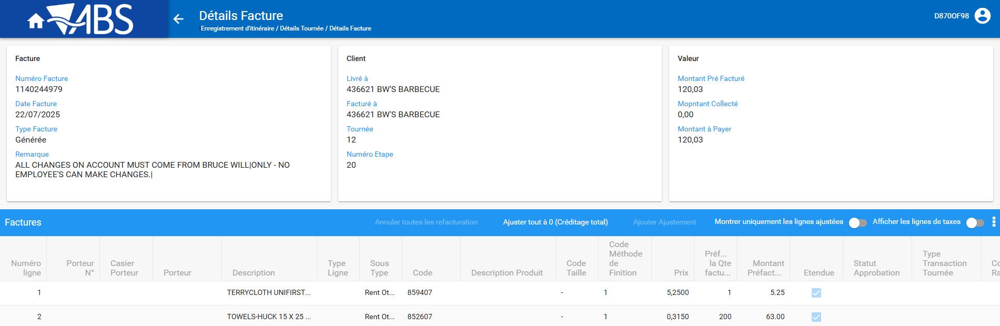 ABS
Détails Facture
Enregistrement d'itinéraire / Détails Tournée / Détails Facture
D870OF98
Facture
Numéro Facture
1140244979
Date Facture
22/07/2025
Type Facture
Générée
Remarque
ALL CHANGES ON ACCOUNT MUST COME FROM BRUCE WILL|ONLY - NO
EMPLOYEE'S CAN MAKE CHANGES.|
Client
Livré à
436621 BW'S BARBECUE
Facturé à
436621 BW'S BARBECUE
Tournée
12
Numéro Etape
20
Valeur
Montant Pré Facturé
120,03
Mopntant Collecté
0,00
Montant à Payer
120,03
Factures
Annuler toutes les refacturation
Ajuster tout à 0 (Créditage total)
Ajouter Ajustement
Montrer uniquement les lignes ajustées
Afficher les lignes de taxes
Numéro
ligne
Porteur
N°
Casier
Porteur
Porteur
Description
Type
Ligne
Sous
Type
Code
Description Produit
Code
Taille
Code
Méthode
de
Finition
Prix
Préf...
la Qte
factu...
Montant
Préfact...
Etendue
Statut
Approbation
Type
Transaction
Tournée
Co
Ra
1 TERRYCLOTH UNIFIRST... Rent Ot... 859407 - 1 5,2500 1 5.25
2 TOWELS-HUCK 15 X 25 ... Rent Ot... 852607 - 1 0,3150 200 63.00